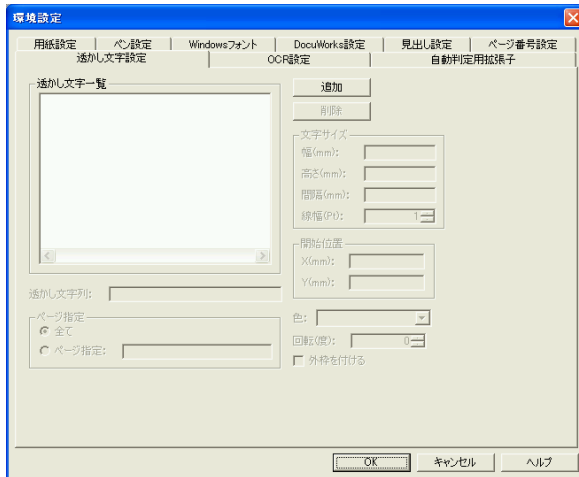 環境設定
用紙設定 ペン設定 Windowsフォント DocuWorks設定 見出し設定 ページ番号設定
透かし文字設定 OCR設定 自動判定用拡張子
透かし文字一覧
追加
削除
文字サイズ
幅(mm):
高さ(mm):
間隔(mm):
線幅(Pt): 1
開始位置
X(mm):
Y(mm):
透かし文字列:
ページ指定
全て
ページ指定:
色:
回転(度): 0
外枠を付ける
OK キャンセル ヘルプ